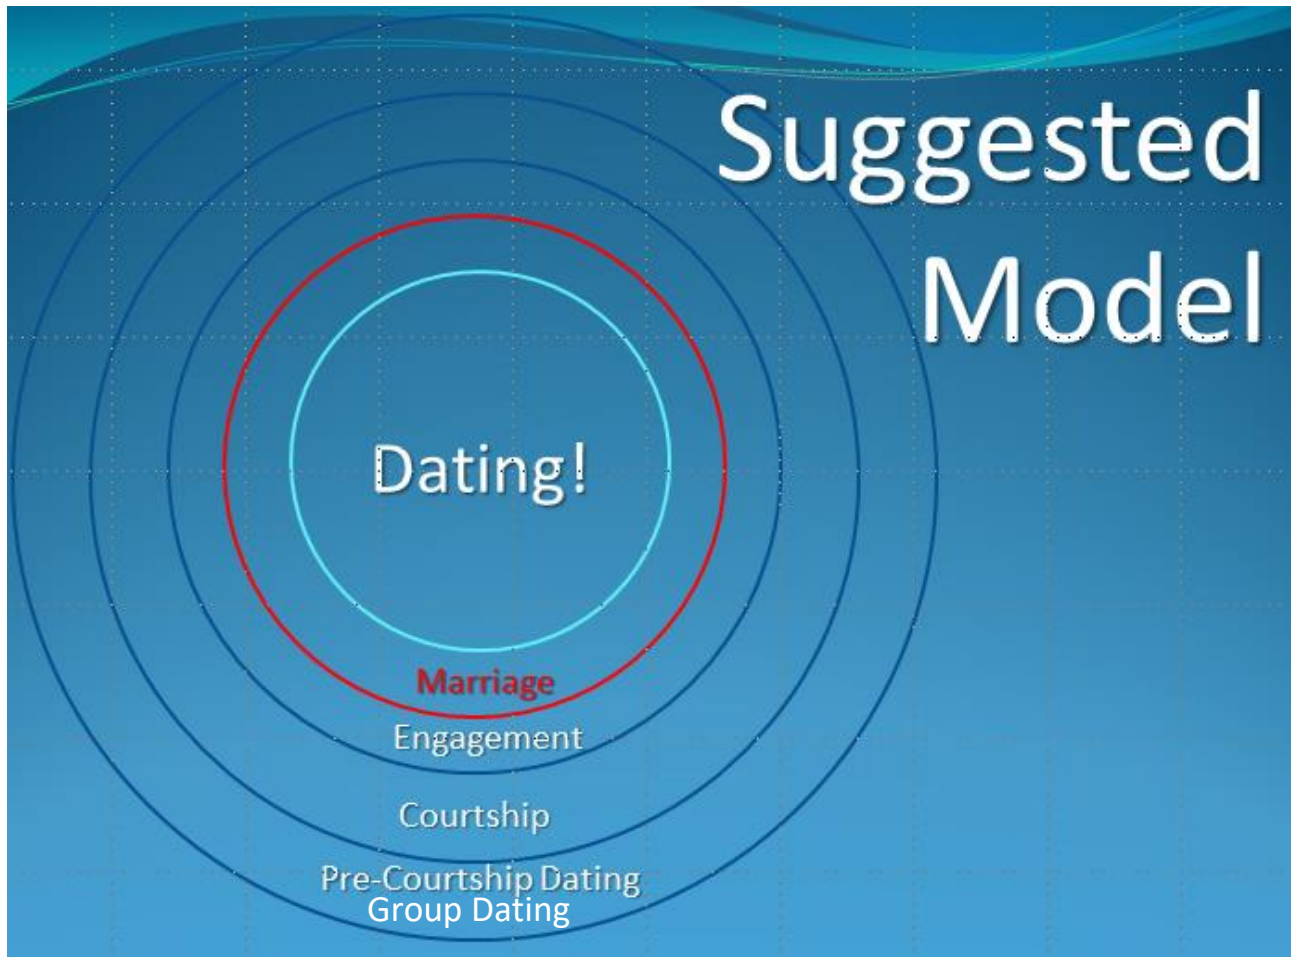 Suggested
Model
Dating!
Marriage
Engagement
Courtship
Pre-Courtship Dating
Group Dating